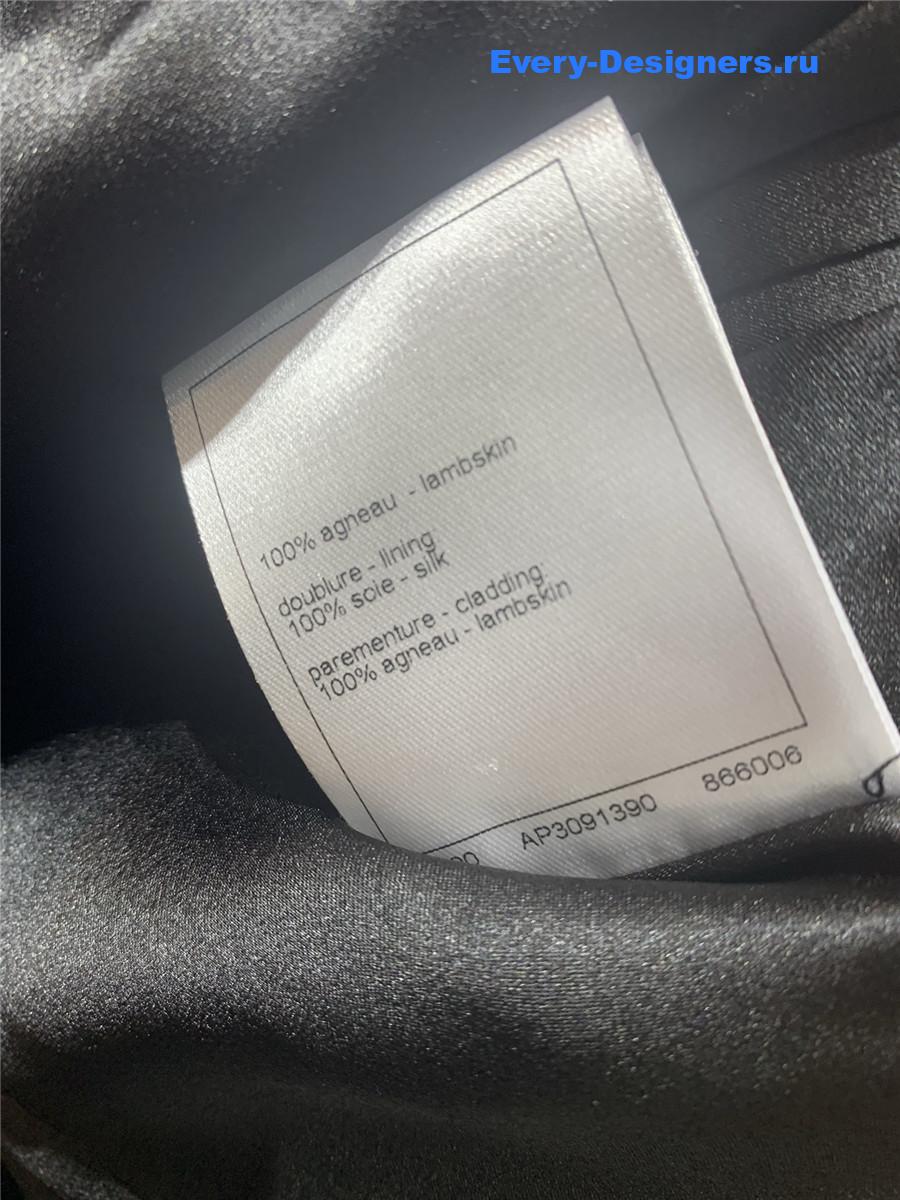 Every-Designers.ru
100% agneau - lambskin
doublure - lining
100% soie - silk
parementure - cladding
100% agneau - lambskin
AP3091390 866006